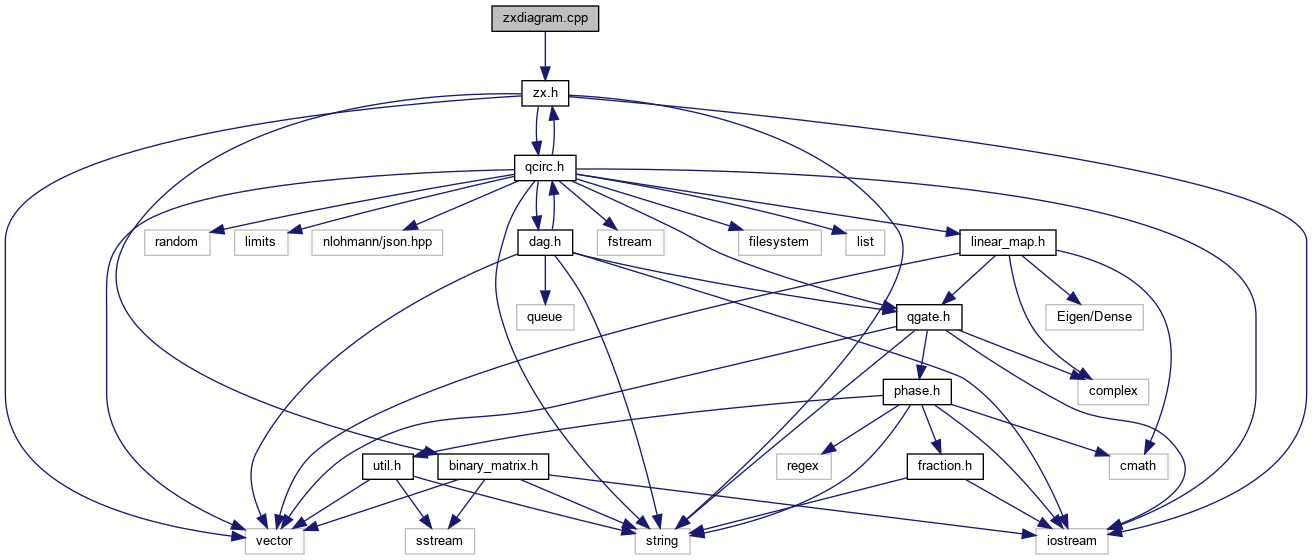 zxdiagram.cpp
zx.h
qcirc.h
random
limits
nlohmann/json.hpp
dag.h
fstream
filesystem
list
linear_map.h
queue
qgate.h
Eigen/Dense
phase.h
complex
util.h
binary_matrix.h
regex
fraction.h
cmath
vector
sstream
string
iostream